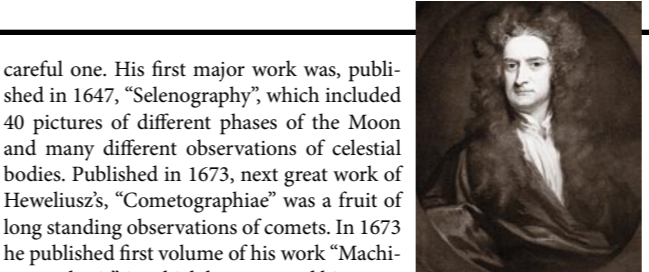 careful one. His first major work was, publi-
shed in 1647, “Selenography”, which included
40 pictures of different phases of the Moon
and many different observations of celestial
bodies. Published in 1673, next great work of
Heweliusz’s, “Cometographiae” was a fruit of
long standing observations of comets. In 1673
he published first volume of his work “Machi-